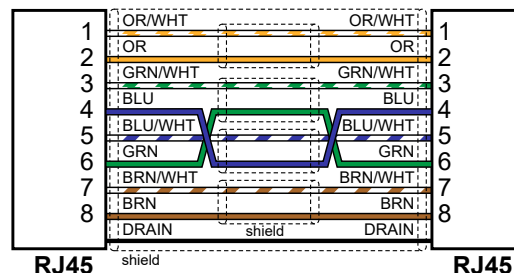 OR/WHT OR/WHT
1 1
OR OR
2 2
GRN/WHT GRN/WHT
3 3
BLU BLU
4 4
BLU/WHT BLU/WHT
5 5
GRN GRN
6 6
BRN/WHT BRN/WHT
7 7
BRN BRN
8 8
DRAIN shield DRAIN
RJ45 shield RJ45